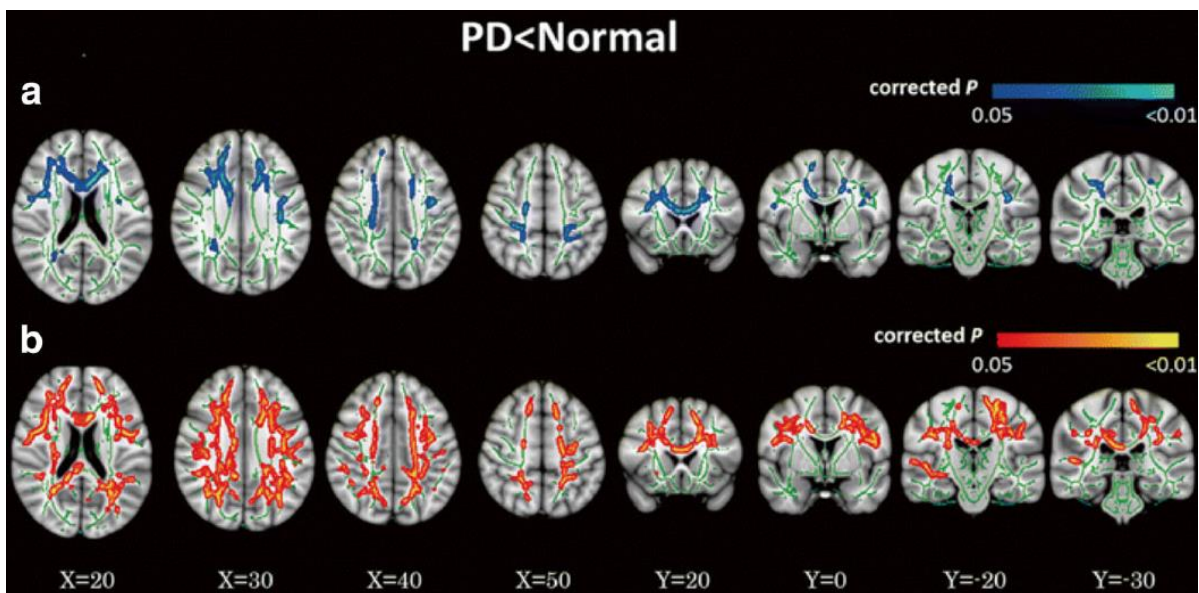 PD<Normal
a
corrected P
0.05 <0.01
b
corrected P
0.05 <0.01
X=20 X=30 X=40 X=50 Y=20 Y=0 Y=-20 Y=-30